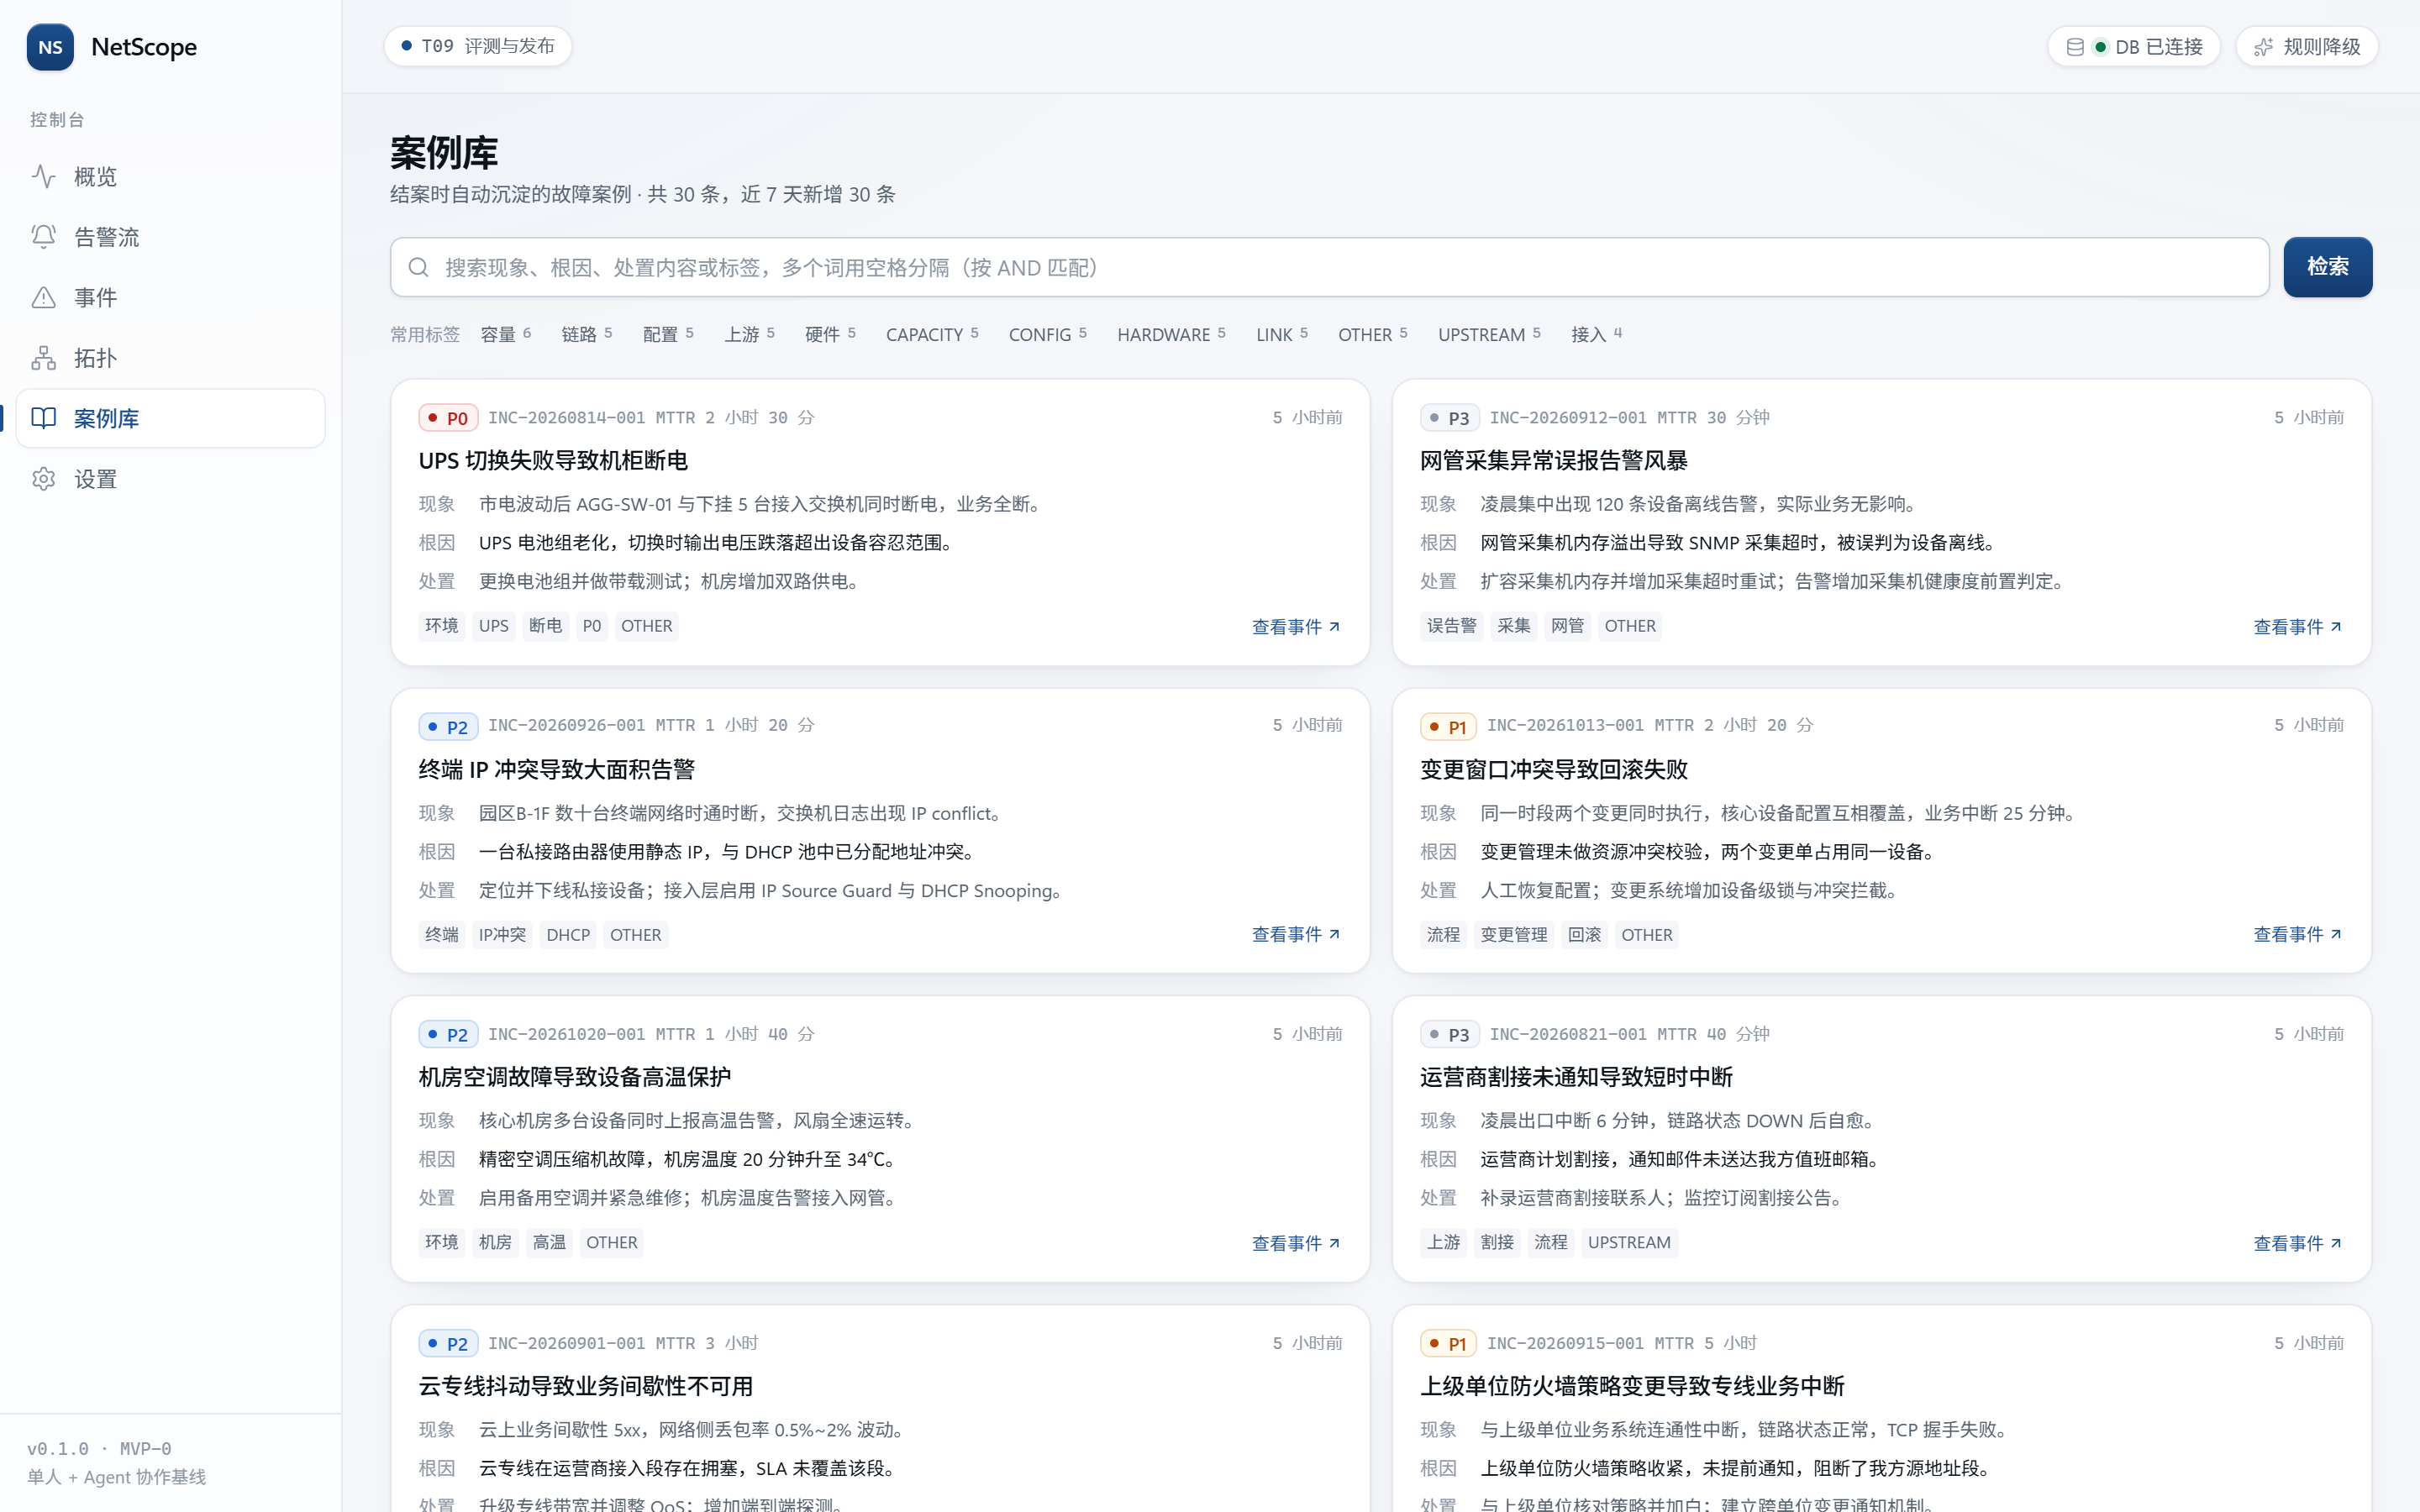 NS NetScope
控制台
概览
告警流
事件
拓扑
案例库
设置
v0.1.0 · MVP-0
单人 + Agent 协作基线
T09 评测与发布
DB 已连接
规则降级
案例库
结案时自动沉淀的故障案例 · 共 30 条，近 7 天新增 30 条
搜索现象、根因、处置内容或标签，多个词用空格分隔（按 AND 匹配）
检索
常用标签 容量 6 链路 5 配置 5 上游 5 硬件 5 CAPACITY 5 CONFIG 5 HARDWARE 5 LINK 5 OTHER 5 UPSTREAM 5 接入 4
P0 INC-20260814-001 MTTR 2 小时 30 分 5 小时前
UPS 切换失败导致机柜断电
现象 市电波动后 AGG-SW-01 与下挂 5 台接入交换机同时断电，业务全断。
根因 UPS 电池组老化，切换时输出电压跌落超出设备容忍范围。
处置 更换电池组并做带载测试；机房增加双路供电。
环境 UPS 断电 P0 OTHER 查看事件
P3 INC-20260912-001 MTTR 30 分钟 5 小时前
网管采集异常误报告警风暴
现象 凌晨集中出现 120 条设备离线告警，实际业务无影响。
根因 网管采集机内存溢出导致 SNMP 采集超时，被误判为设备离线。
处置 扩容采集机内存并增加采集超时重试；告警增加采集机健康度前置判定。
误告警 采集 网管 OTHER 查看事件
P2 INC-20260926-001 MTTR 1 小时 20 分 5 小时前
终端 IP 冲突导致大面积告警
现象 园区B-1F 数十台终端网络时通时断，交换机日志出现 IP conflict。
根因 一台私接路由器使用静态 IP，与 DHCP 池中已分配地址冲突。
处置 定位并下线私接设备；接入层启用 IP Source Guard 与 DHCP Snooping。
终端 IP冲突 DHCP OTHER 查看事件
P1 INC-20261013-001 MTTR 2 小时 20 分 5 小时前
变更窗口冲突导致回滚失败
现象 同一时段两个变更同时执行，核心设备配置互相覆盖，业务中断 25 分钟。
根因 变更管理未做资源冲突校验，两个变更单占用同一设备。
处置 人工恢复配置；变更系统增加设备级锁与冲突拦截。
流程 变更管理 回滚 OTHER 查看事件
P2 INC-20261020-001 MTTR 1 小时 40 分 5 小时前
机房空调故障导致设备高温保护
现象 核心机房多台设备同时上报高温告警，风扇全速运转。
根因 精密空调压缩机故障，机房温度 20 分钟升至 34℃。
处置 启用备用空调并紧急维修；机房温度告警接入网管。
环境 机房 高温 OTHER 查看事件
P3 INC-20260821-001 MTTR 40 分钟 5 小时前
运营商割接未通知导致短时中断
现象 凌晨出口中断 6 分钟，链路状态 DOWN 后自愈。
根因 运营商计划割接，通知邮件未送达我方值班邮箱。
处置 补录运营商割接联系人；监控订阅割接公告。
上游 割接 流程 UPSTREAM 查看事件
P2 INC-20260901-001 MTTR 3 小时 5 小时前
云专线抖动导致业务间歇性不可用
现象 云上业务间歇性 5xx，网络侧丢包率 0.5%~2% 波动。
根因 云专线在运营商接入段存在拥塞，SLA 未覆盖该段。
处置 升级专线带宽并调整 QoS；增加端到端探测。
P1 INC-20260915-001 MTTR 5 小时 5 小时前
上级单位防火墙策略变更导致专线业务中断
现象 与上级单位业务系统连通性中断，链路状态正常，TCP 握手失败。
根因 上级单位防火墙策略收紧，未提前通知，阻断了我方源地址段。
处置 与上级单位核对策略并加白；建立跨单位变更通知机制。